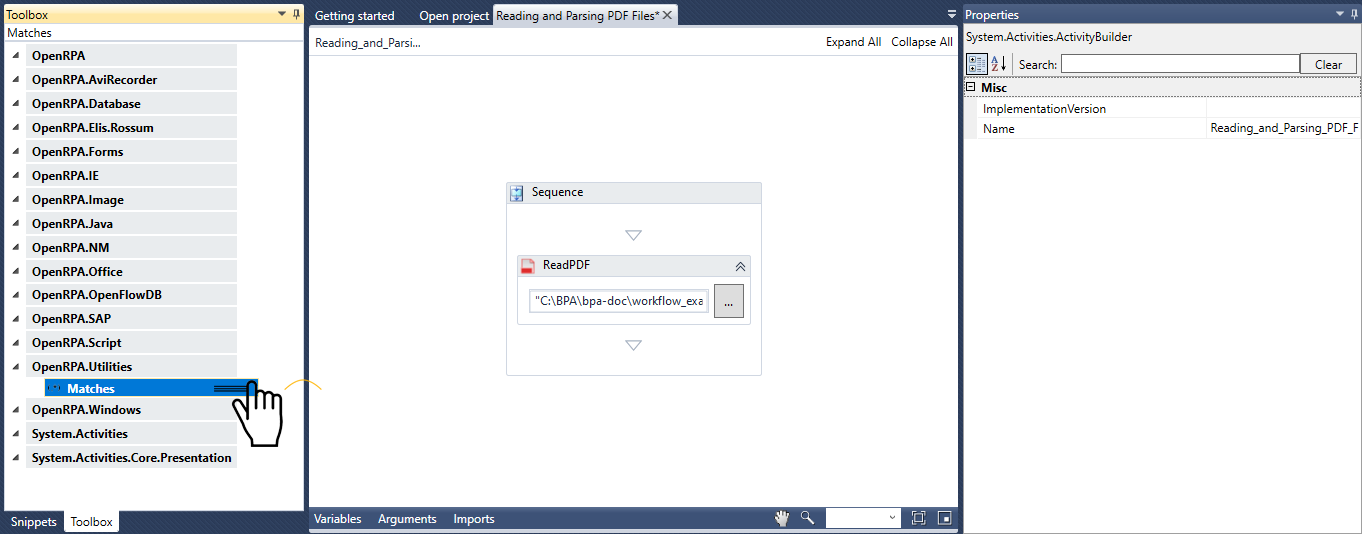 Toolbox
Matches
OpenRPA
OpenRPA.AviRecorder
OpenRPA.Database
OpenRPA.Elis.Rossum
OpenRPA.Forms
OpenRPA.IE
OpenRPA.Image
OpenRPA.Java
OpenRPA.NM
OpenRPA.Office
OpenRPA.OpenFlowDB
OpenRPA.SAP
OpenRPA.Script
OpenRPA.Utilities
Matches
OpenRPA.Windows
System.Activities
System.Activities.Core.Presentation
Snippets Toolbox
Getting started Open project Reading and Parsing PDF Files*
Reading_and_Parsi... Expand All Collapse All
Sequence
ReadPDF
"C:\BPA\bpa-doc\workflow_exa ...
Variables Arguments Imports
Properties
System.Activities.ActivityBuilder
Search: Clear
Misc
ImplementationVersion
Name Reading_and_Parsing_PDF_F